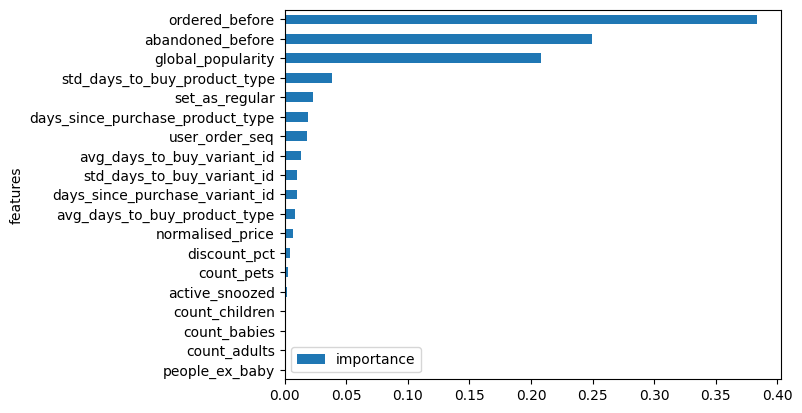 features
ordered_before
abandoned_before
global_popularity
std_days_to_buy_product_type
set_as_regular
days_since_purchase_product_type
user_order_seq
avg_days_to_buy_variant_id
std_days_to_buy_variant_id
days_since_purchase_variant_id
avg_days_to_buy_product_type
normalised_price
discount_pct
count_pets
active_snoozed
count_children
count_babies
count_adults
people_ex_baby
importance
0.00 0.05 0.10 0.15 0.20 0.25 0.30 0.35 0.40